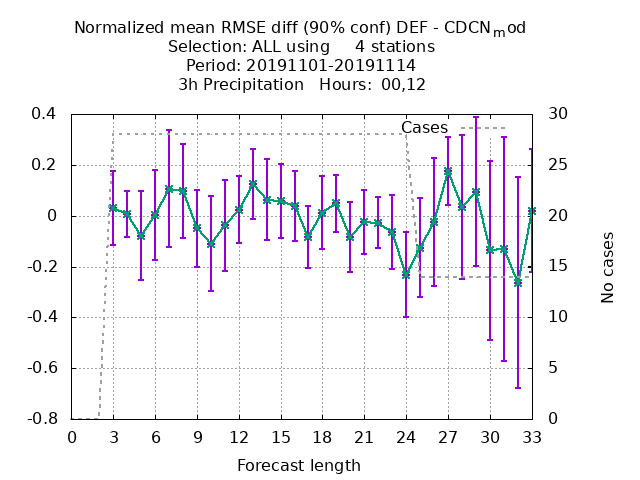 Normalized mean RMSE diff (90% conf) DEF - CDCNmod
Selection: ALL using 4 stations
Period: 20191101-20191114
3h Precipitation Hours: 00,12
0.4 30
Cases
0.2 25
0 20
-0.2 15
No cases
-0.4 10
-0.6 5
-0.8 0
0 3 6 9 12 15 18 21 24 27 30 33
Forecast length